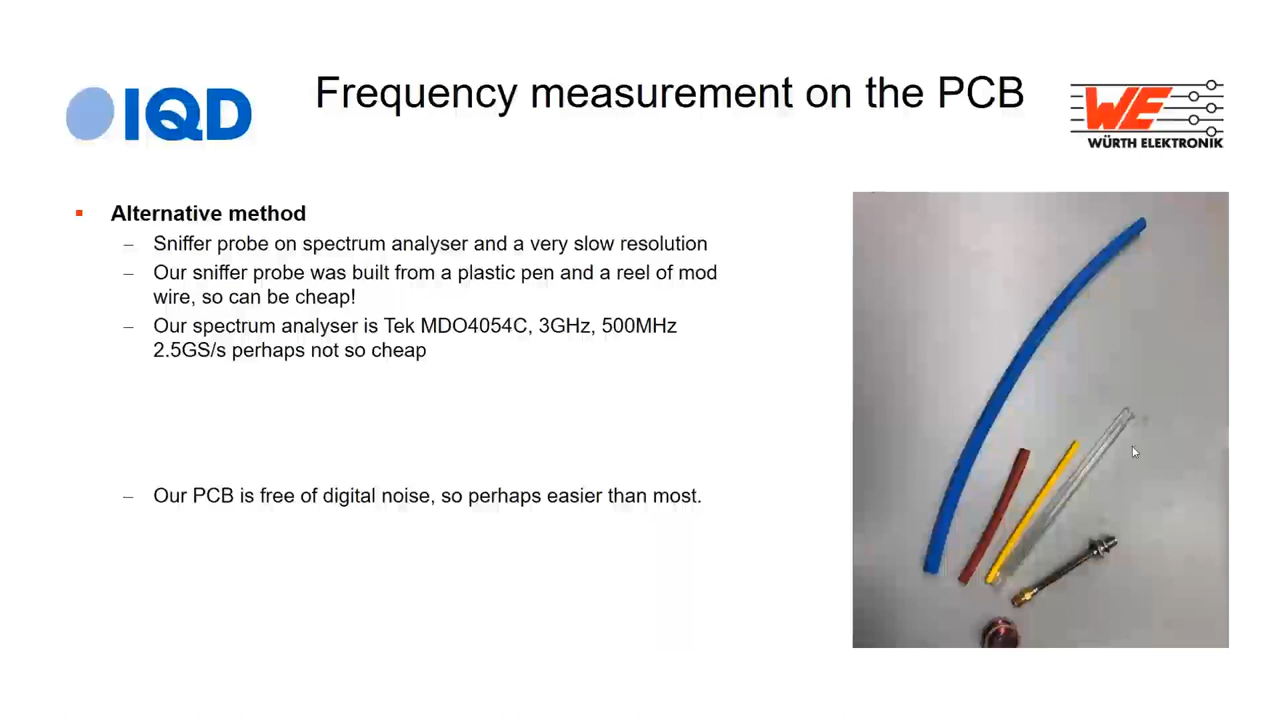 Frequency measurement on the PCB
IQD
WE
WÜRTH ELEKTRONIK
▪ Alternative method
– Sniffer probe on spectrum analyser and a very slow resolution
– Our sniffer probe was built from a plastic pen and a reel of mod
wire, so can be cheap!
– Our spectrum analyser is Tek MDO4054C, 3GHz, 500MHz
2.5GS/s perhaps not so cheap
– Our PCB is free of digital noise, so perhaps easier than most.